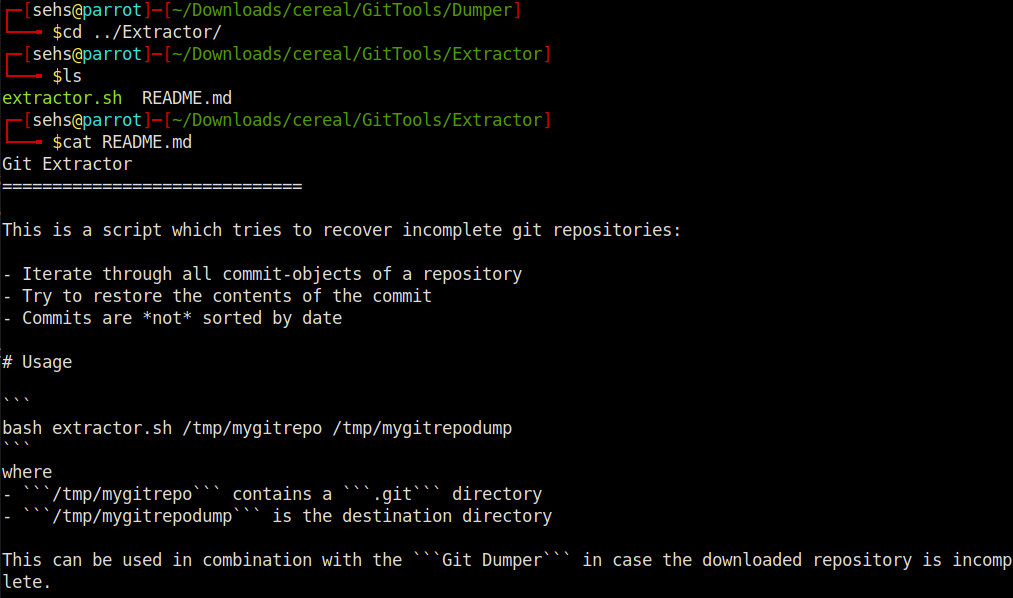 ┌─[sehs@parrot]─[~/Downloads/cereal/GitTools/Dumper]
└──╼ $cd ../Extractor/
┌─[sehs@parrot]─[~/Downloads/cereal/GitTools/Extractor]
└──╼ $ls
extractor.sh  README.md
┌─[sehs@parrot]─[~/Downloads/cereal/GitTools/Extractor]
└──╼ $cat README.md
Git Extractor
==============================
This is a script which tries to recover incomplete git repositories:
- Iterate through all commit-objects of a repository
- Try to restore the contents of the commit
- Commits are *not* sorted by date
# Usage
```
bash extractor.sh /tmp/mygitrepo /tmp/mygitrepodump
```
where
- ```/tmp/mygitrepo``` contains a ```.git``` directory
- ```/tmp/mygitrepodump``` is the destination directory
This can be used in combination with the ```Git Dumper``` in case the downloaded repository is incomp
lete.